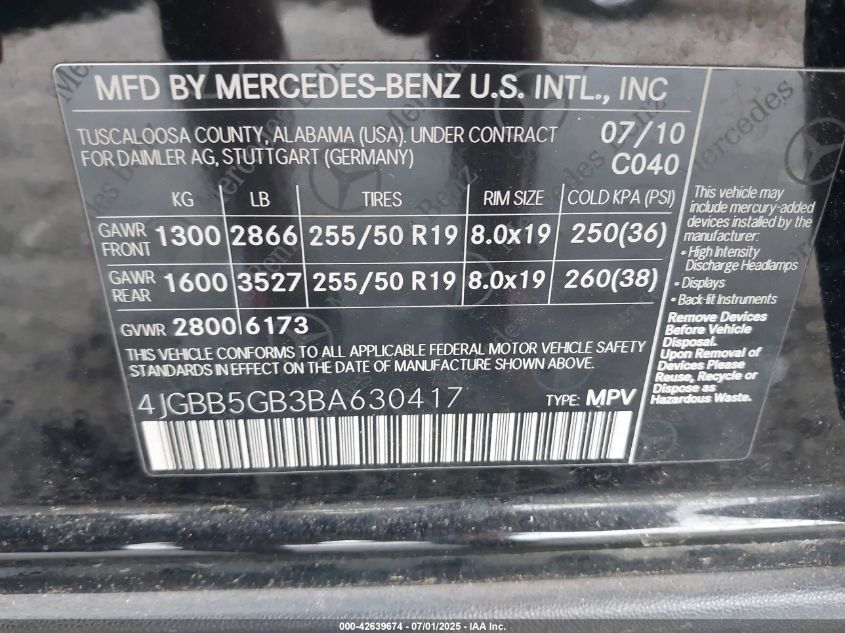 MFD BY MERCEDES-BENZ U.S. INTL., INC
TUSCALOOSA COUNTY, ALABAMA (USA). UNDER CONTRACT
FOR DAIMLER AG, STUTTGART (GERMANY)
07/10
C040
KG LB TIRES RIM SIZE COLD KPA (PSI)
GAWR FRONT 1300 2866 255/50 R19 8.0x19 250(36)
GAWR REAR 1600 3527 255/50 R19 8.0x19 260(38)
GVWR 2800 6173
THIS VEHICLE CONFORMS TO ALL APPLICABLE FEDERAL MOTOR VEHICLE SAFETY
STANDARDS IN EFFECT ON THE DATE OF MANUFACTURE SHOWN ABOVE.
4JGBB5GB3BA630417 TYPE: MPV
This vehicle may
include mercury-added
devices installed by the
manufacturer:
• High Intensity
Discharge Headlamps
• Displays
• Back-lit Instruments
Remove Devices
Before Vehicle
Disposal.
Upon Removal of
Devices Please
Reuse, Recycle or
Dispose as
Hazardous Waste.
000-42639674 / 07/01/2025 - IAA Inc.